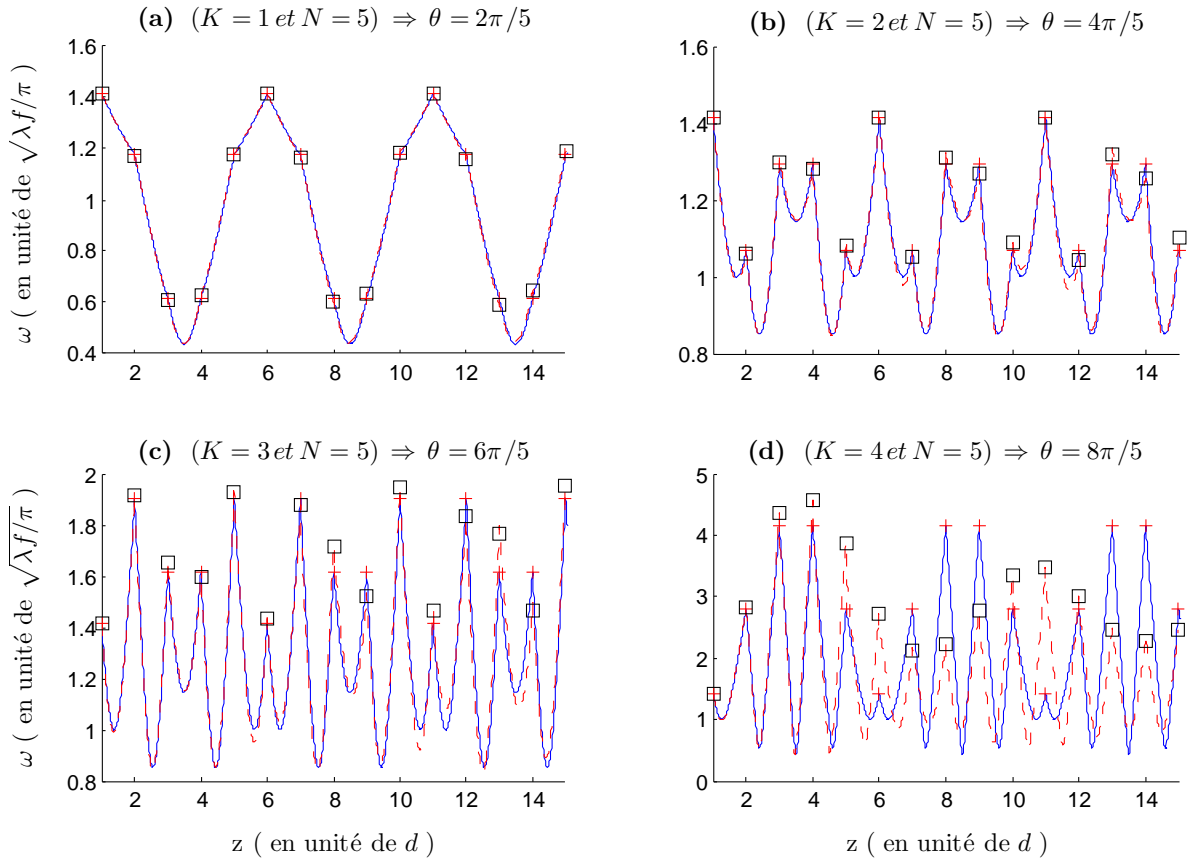 (a) (K = 1 et N = 5) ⇒ θ = 2π/5
(b) (K = 2 et N = 5) ⇒ θ = 4π/5
ω ( en unité de √λf/π )
1.6
1.4
1.2
1
0.8
0.6
0.4
2 4 6 8 10 12 14
1.6
1.4
1.2
1
0.8
2 4 6 8 10 12 14
(c) (K = 3 et N = 5) ⇒ θ = 6π/5
(d) (K = 4 et N = 5) ⇒ θ = 8π/5
ω ( en unité de √λf/π )
2
1.8
1.6
1.4
1.2
1
0.8
2 4 6 8 10 12 14
z ( en unité de d )
5
4
3
2
1
0
2 4 6 8 10 12 14
z ( en unité de d )